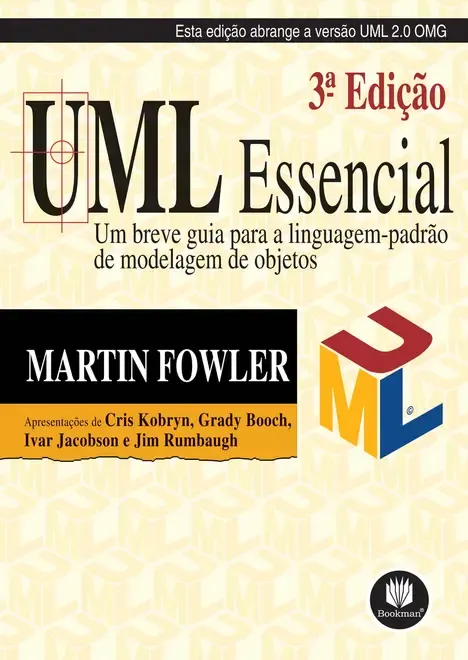 Esta edição abrange a versão UML 2.0 OMG
3ª Edição
UML Essencial
Um breve guia para a linguagem-padrão
de modelagem de objetos
MARTIN FOWLER
Apresentações de Cris Kobryn, Grady Booch,
Ivar Jacobson e Jim Rumbaugh
UML ©
Bookman®